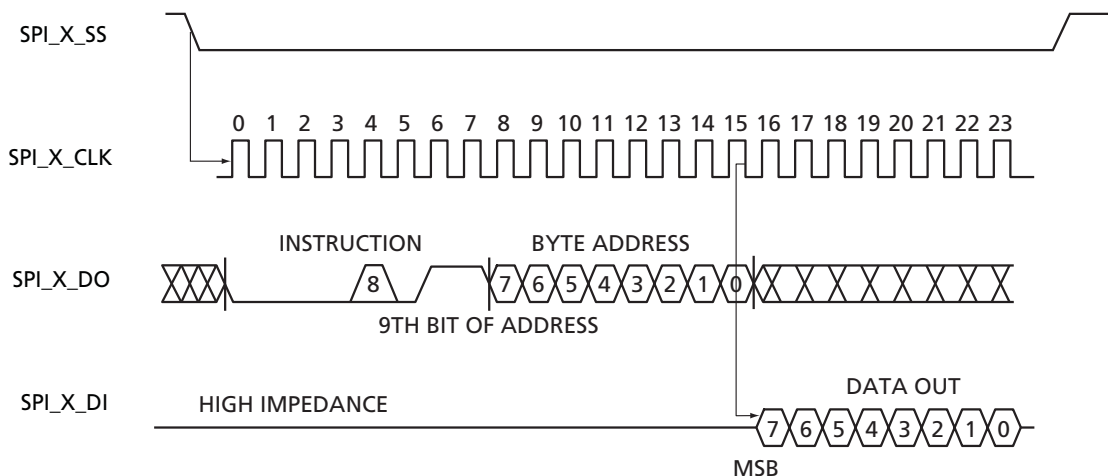 SPI_X_SS
0 1 2 3 4 5 6 7 8 9 10 11 12 13 14 15 16 17 18 19 20 21 22 23
SPI_X_CLK
INSTRUCTION BYTE ADDRESS
SPI_X_DO 8 7 6 5 4 3 2 1 0
9TH BIT OF ADDRESS
DATA OUT
SPI_X_DI HIGH IMPEDANCE
7 6 5 4 3 2 1 0
MSB